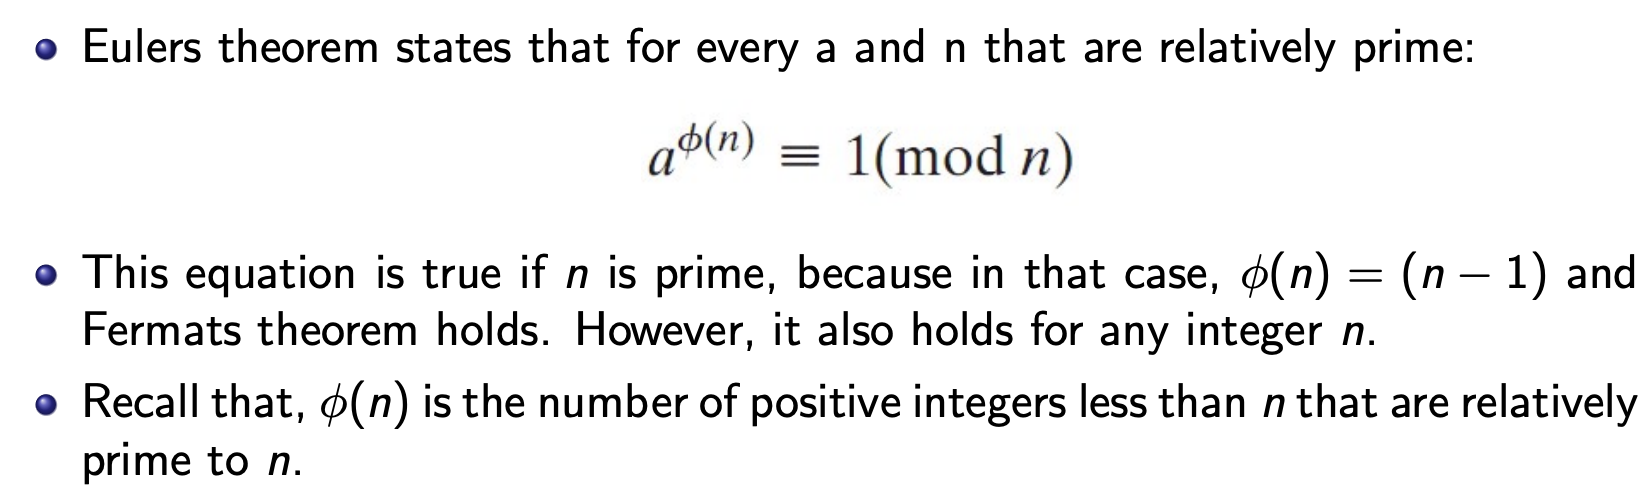 Eulers theorem states that for every a and n that are relatively prime:
a^{ϕ(n)} ≡ 1(mod n)
This equation is true if n is prime, because in that case, ϕ(n) = (n − 1) and
Fermats theorem holds. However, it also holds for any integer n.
Recall that, ϕ(n) is the number of positive integers less than n that are relatively
prime to n.